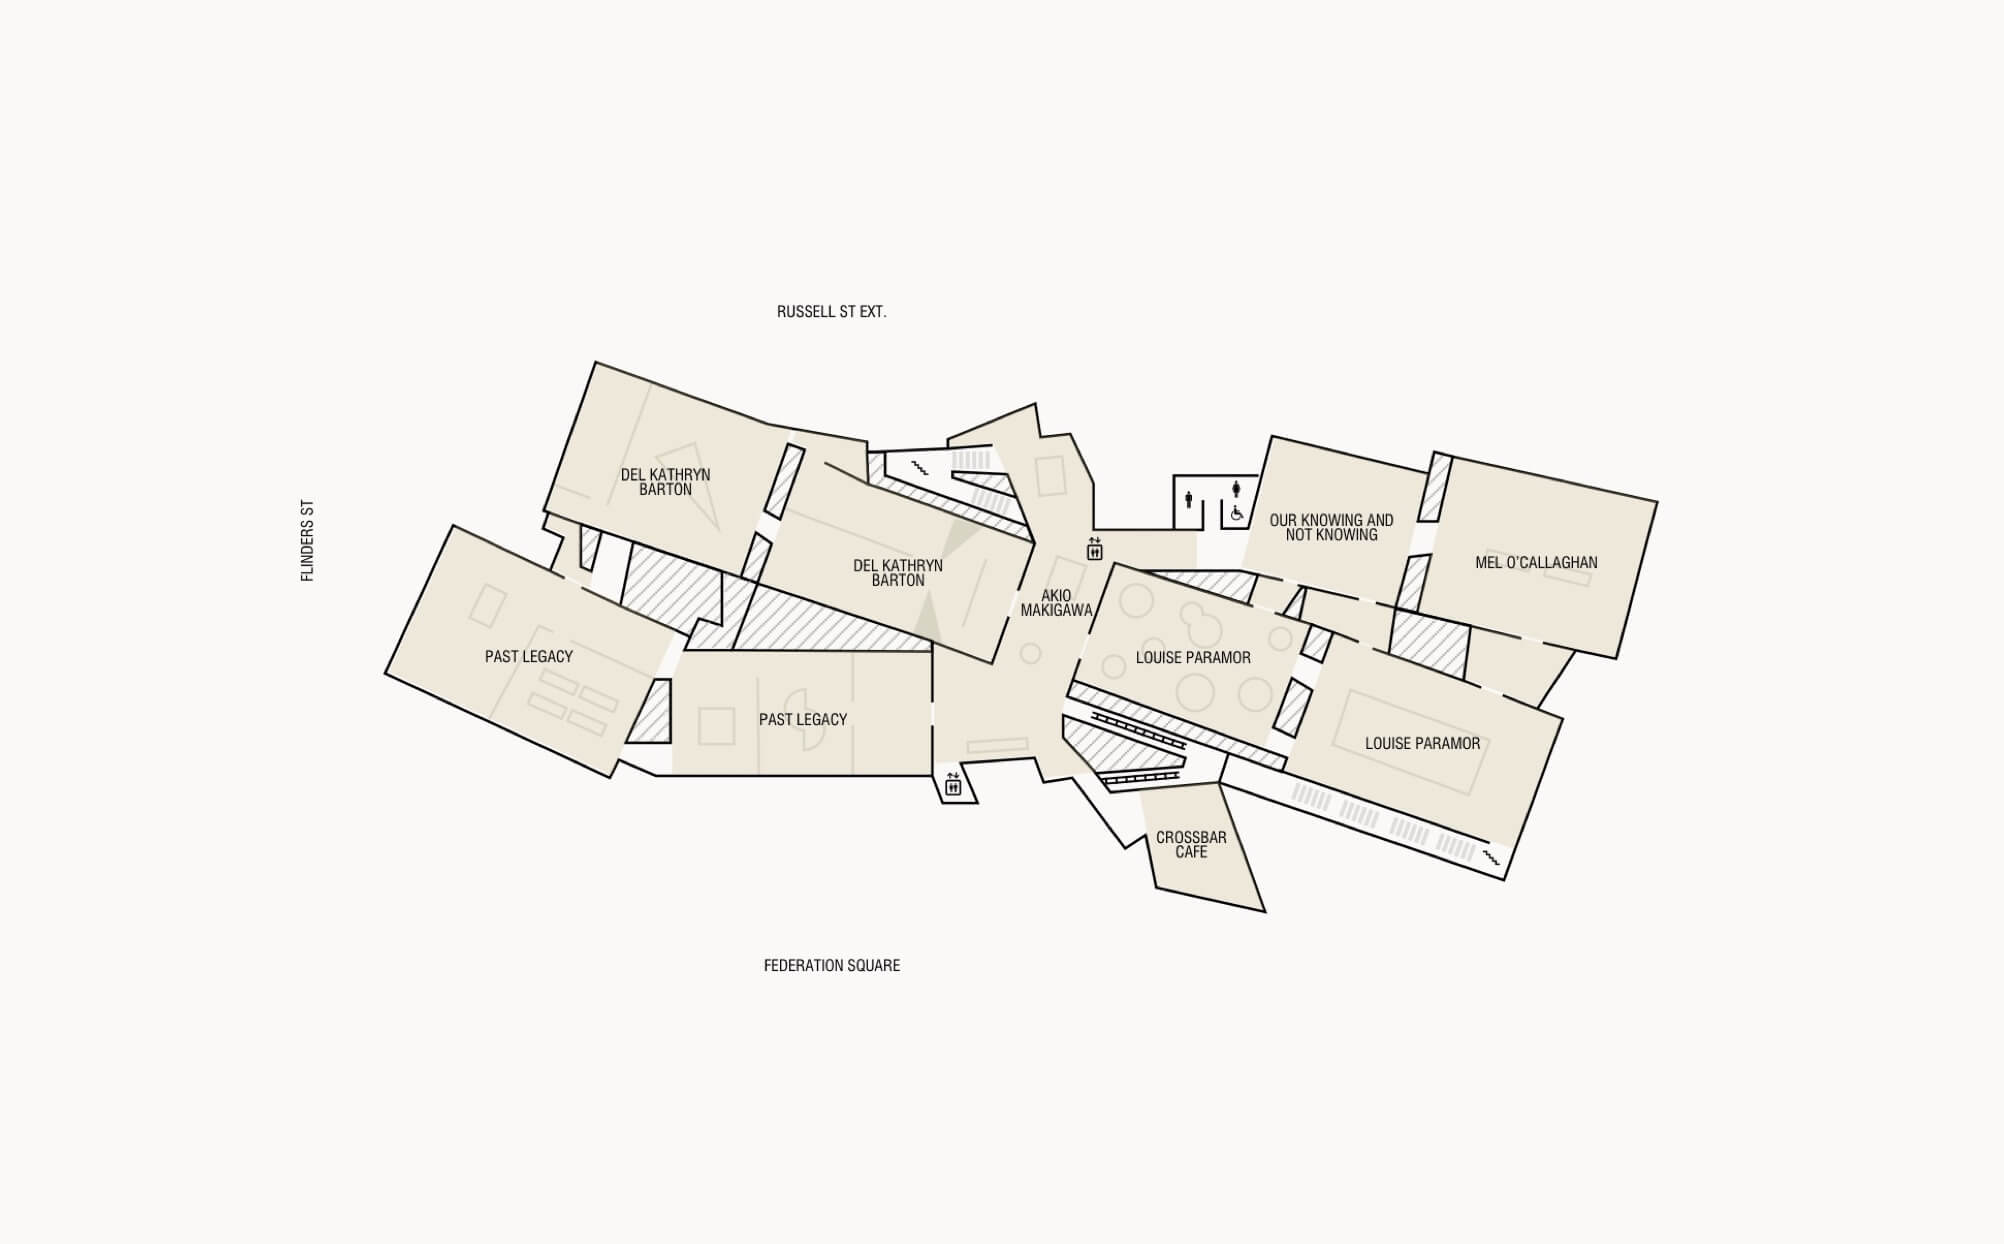 RUSSELL ST EXT.
FLINDERS ST
DEL KATHRYN
BARTON
DEL KATHRYN
BARTON
PAST LEGACY
PAST LEGACY
AKIO
MAKIGAWA
OUR KNOWING AND
NOT KNOWING
MEL O'CALLAGHAN
LOUISE PARAMOR
LOUISE PARAMOR
CROSSBAR
CAFE
FEDERATION SQUARE